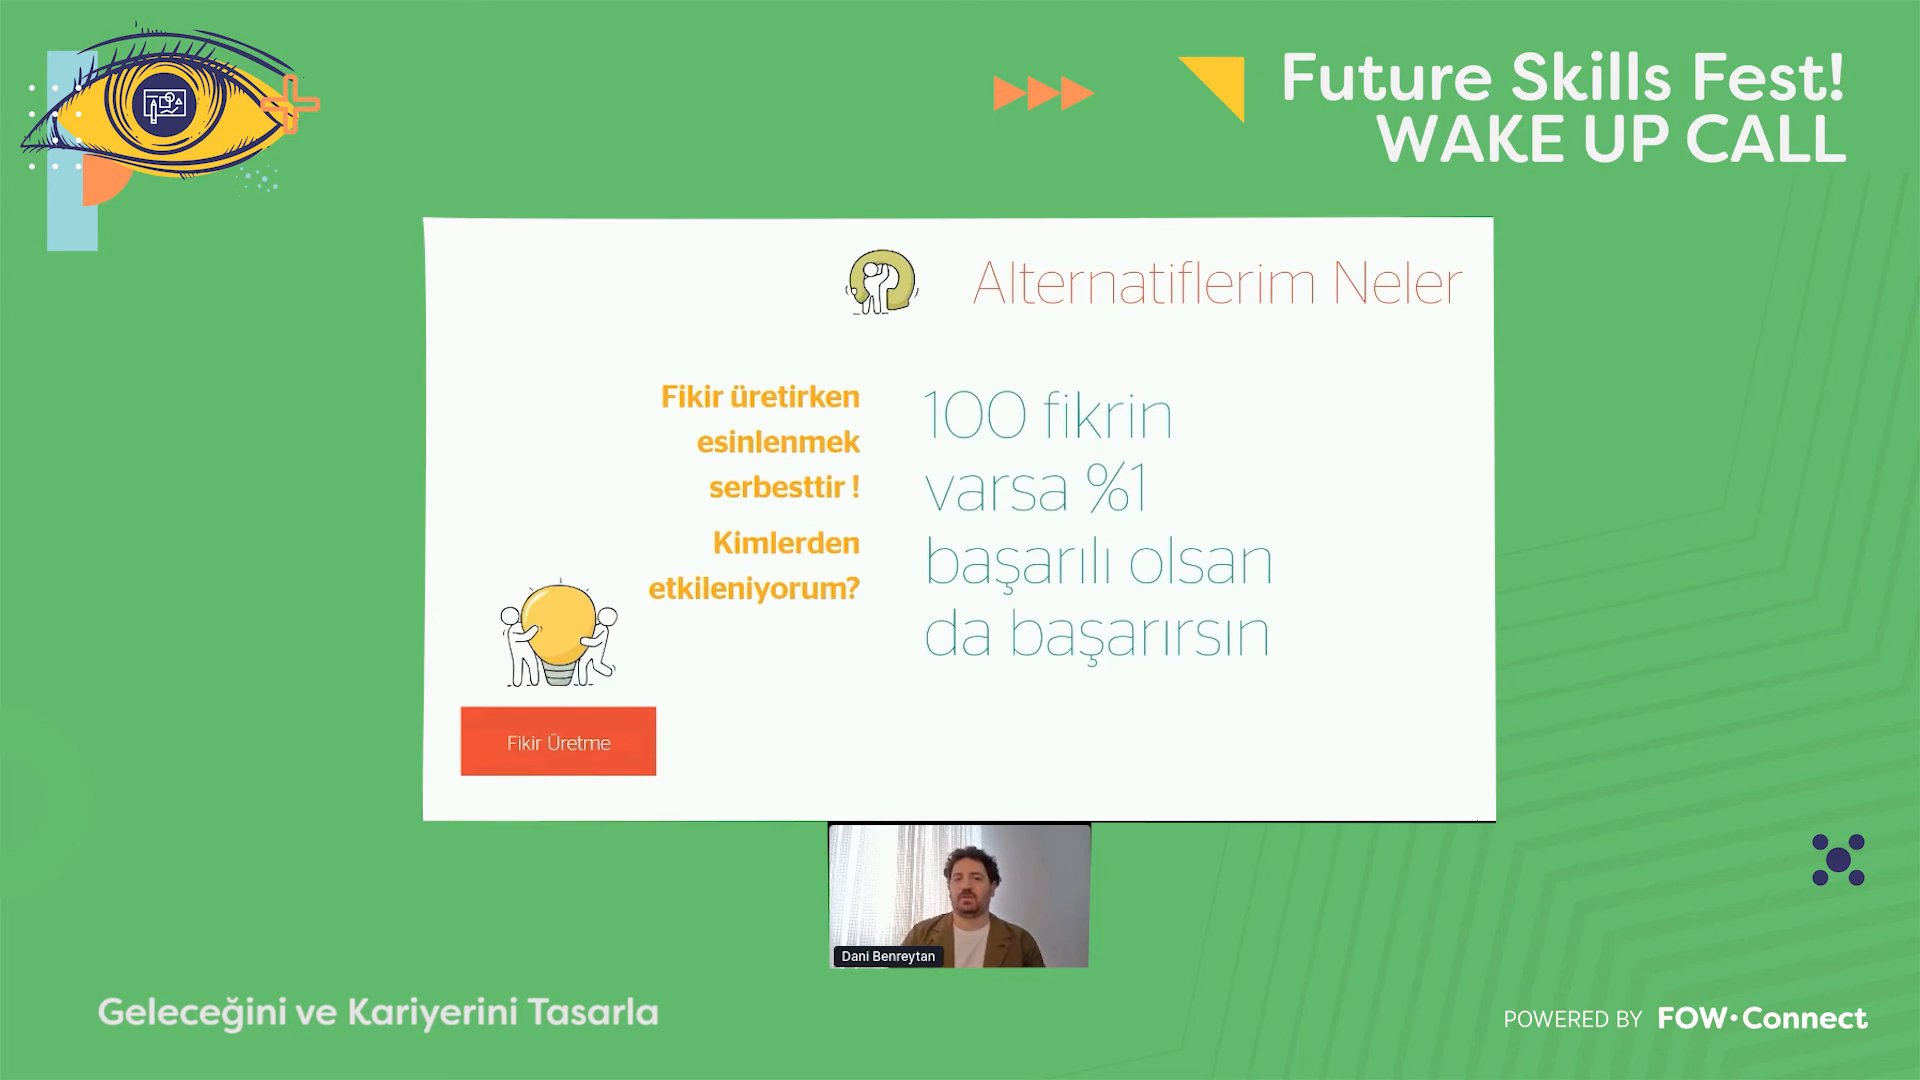 Future Skills Fest!
WAKE UP CALL
Alternatiflerim Neler
Fikir üretirken
esinlenmek
serbesttir !
Kimlerden
etkileniyorum?
100 fikrin
varsa %1
başarılı olsan
da başarırsın
Fikir Üretme
Dani Benreytan
Geleceğini ve Kariyerini Tasarla
POWERED BY FOW·Connect